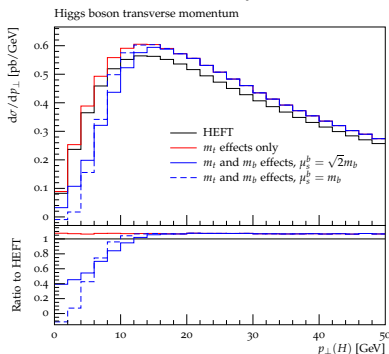 Higgs boson transverse momentum
dσ/dp⊥ [pb/GeV]
0.6
0.5
0.4
0.3
0.2
0.1
0
HEFT
mt effects only
mt and mb effects, μ_s^b = √2mb
mt and mb effects, μ_s^b = mb
Ratio to HEFT
1
0.8
0.6
0.4
0.2
0
0 10 20 30 40 50
p⊥(H) [GeV]